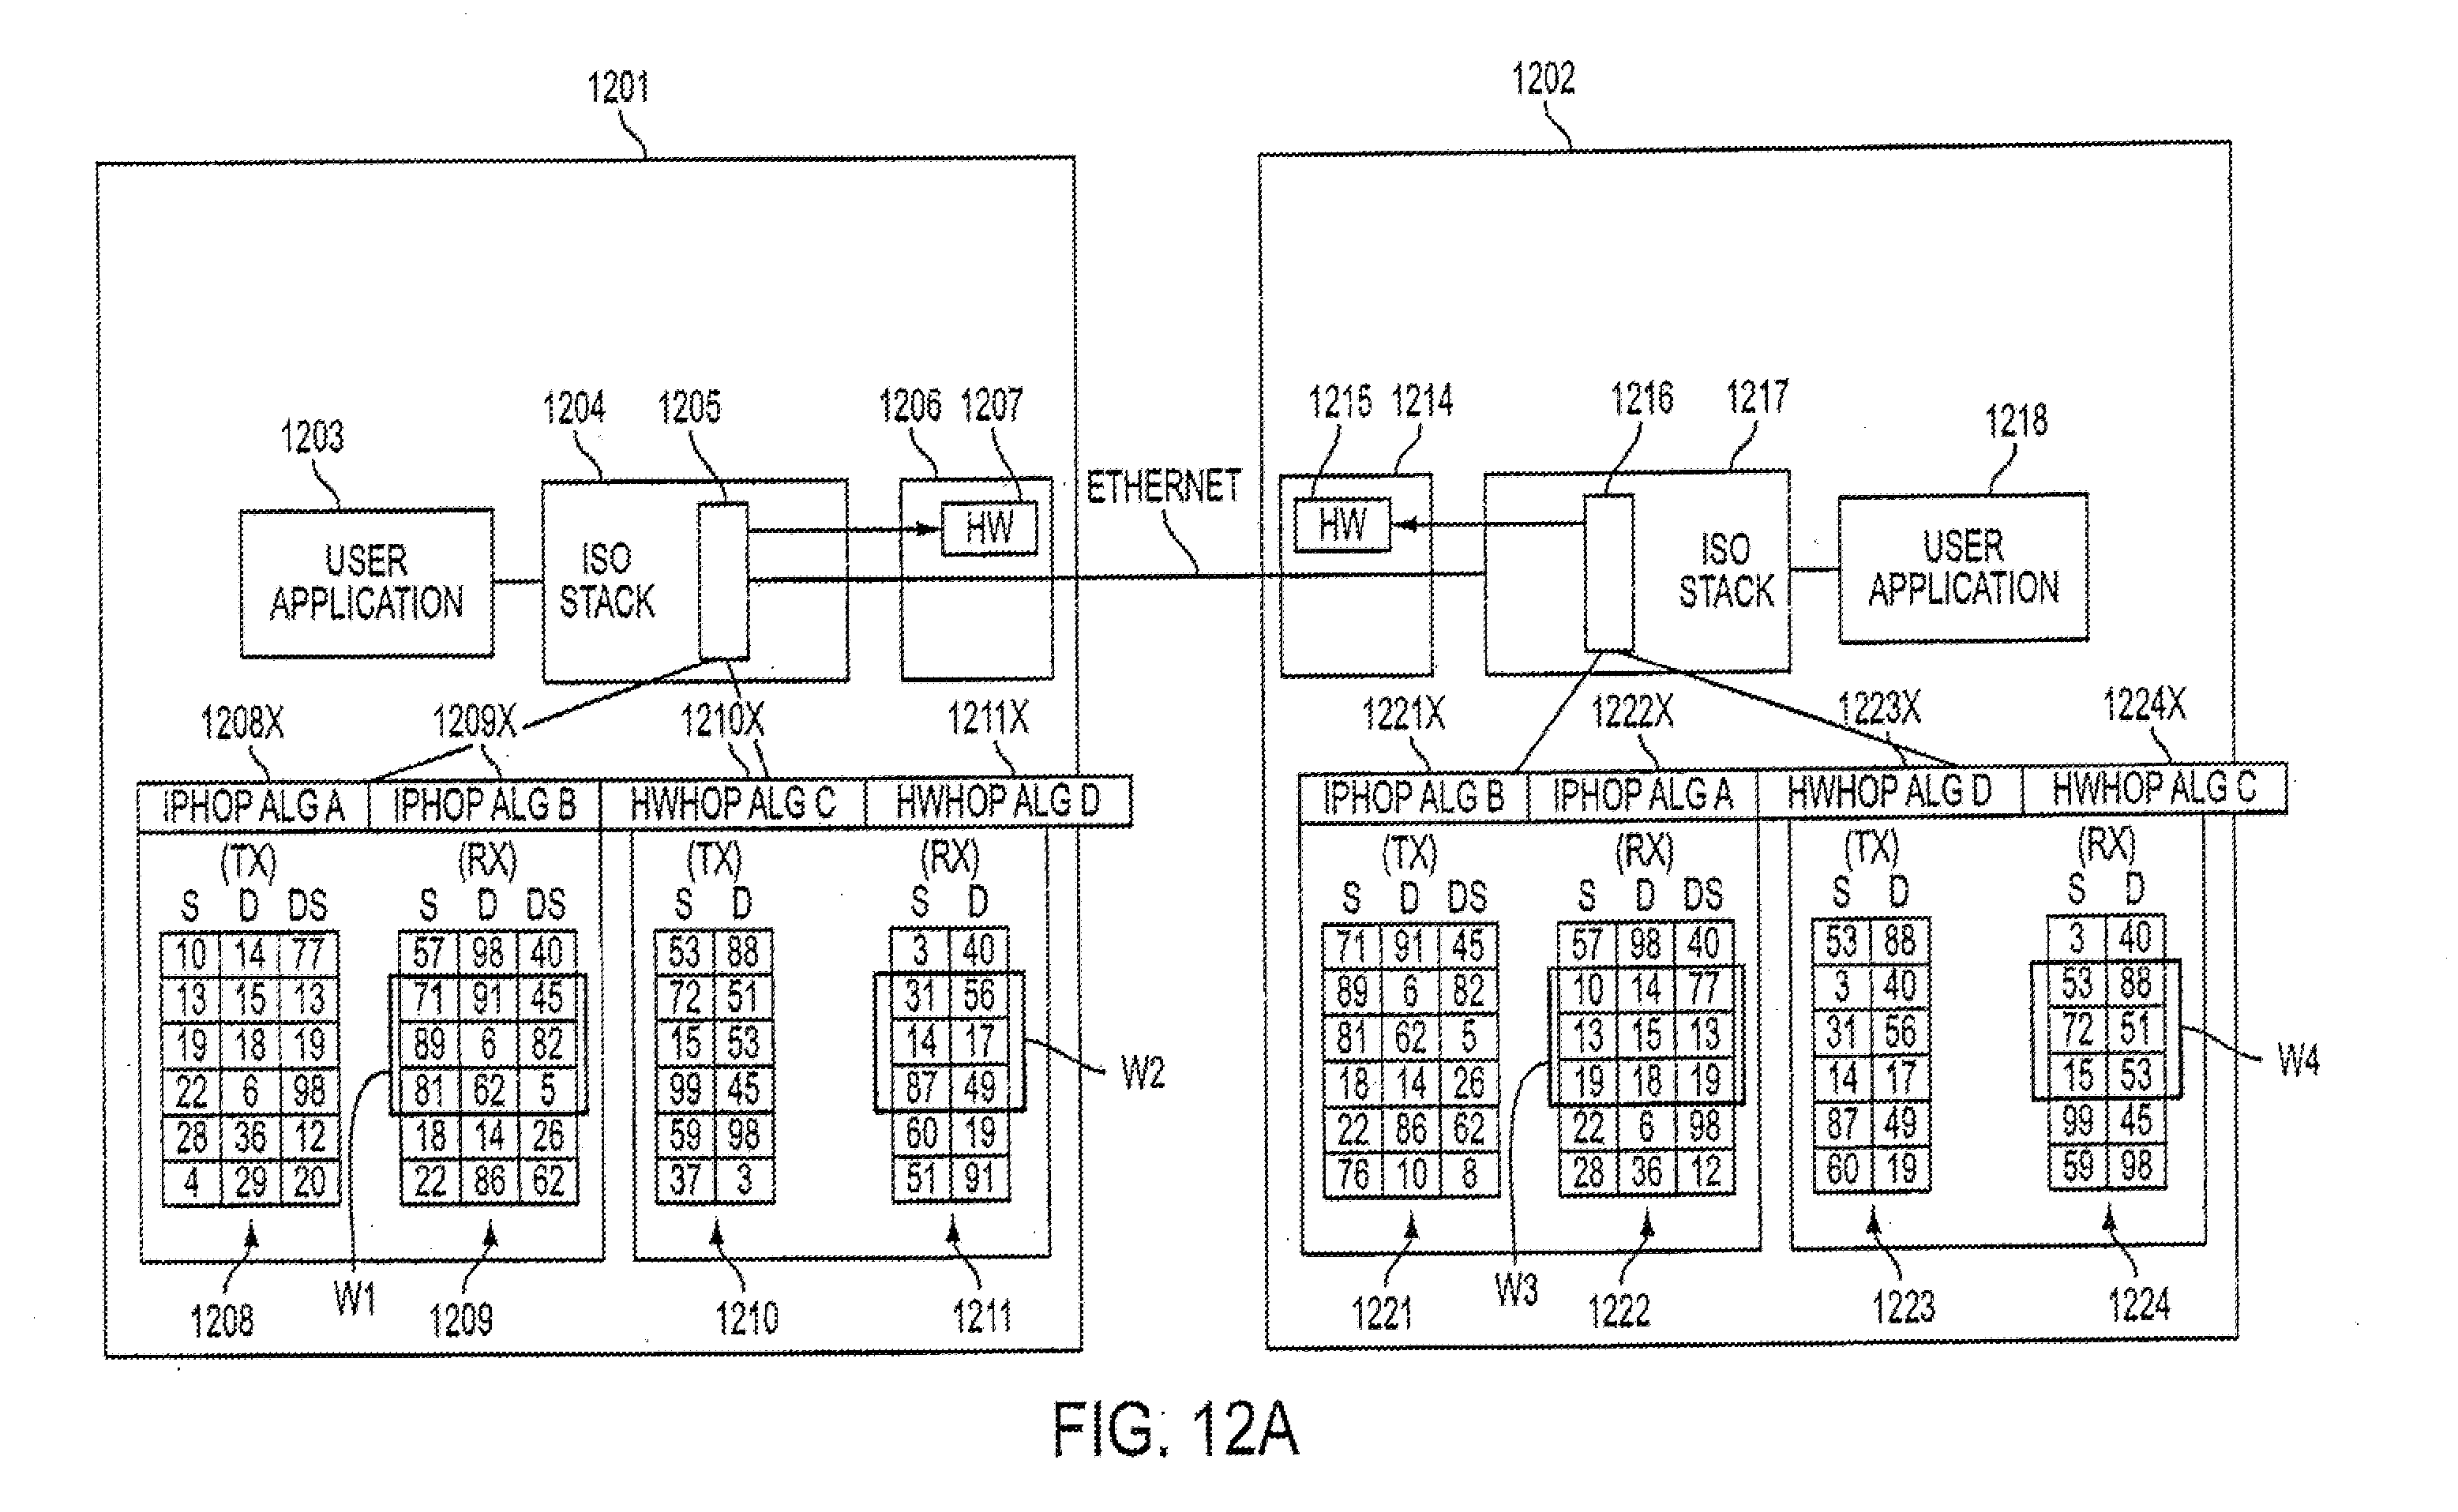 1201
1202
1203
1204
1205
1206
1207
ETHERNET
1215
1214
1216
1217
1218
USER
APPLICATION
ISO
STACK
HW
HW
ISO
STACK
USER
APPLICATION
1208X
1209X
1210X
1211X
1221X
1222X
1223X
1224X
IPHOP ALG A
IPHOP ALG B
HWHOP ALG C
HWHOP ALG D
IPHOP ALG B
IPHOP ALG A
HWHOP ALG D
HWHOP ALG C
(TX)
S D DS
10 14 77
13 15 13
19 18 19
22 6 98
28 36 12
4 29 20
1208
(RX)
S D DS
57 98 40
71 91 45
89 6 82
81 62 5
18 14 26
22 86 62
W1
1209
(TX)
S D
53 88
72 51
15 53
99 45
59 98
37 3
1210
(RX)
S D
3 40
31 56
14 17
87 49
60 19
51 91
W2
1211
(TX)
S D DS
71 91 45
89 6 82
81 62 5
18 14 26
22 86 62
76 10 8
1221
(RX)
S D DS
57 98 40
10 14 77
13 15 13
19 18 19
22 6 98
28 36 12
W3
1222
(TX)
S D
53 88
3 40
31 56
14 17
87 49
60 19
1223
(RX)
S D
3 40
53 88
72 51
15 53
99 45
59 98
W4
1224
FIG. 12A